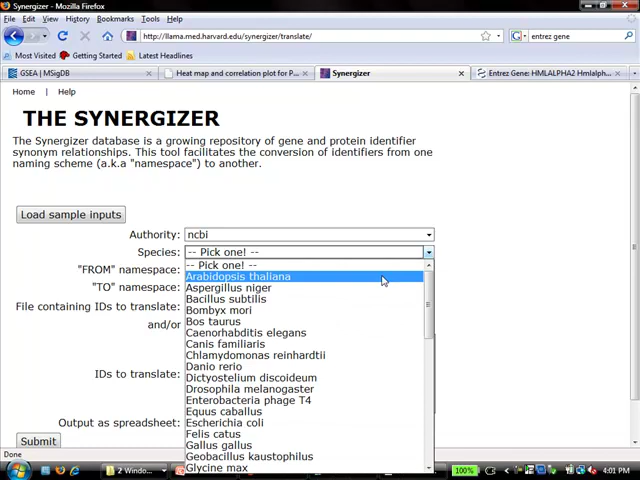 Synergizer - Mozilla Firefox
File Edit View History Bookmarks Tools Help
http://llama.med.harvard.edu/synergizer/translate/
entrez gene
Most Visited Getting Started Latest Headlines
GSEA | MSigDB
Heat map and correlation plot for P...
Synergizer
Entrez Gene: HMLALPHA2 Hmlalph...
Home | Help
THE SYNERGIZER
The Synergizer database is a growing repository of gene and protein identifier
synonym relationships. This tool facilitates the conversion of identifiers from one
naming scheme (a.k.a "namespace") to another.
Load sample inputs
Authority: ncbi
Species: -- Pick one! --
"FROM" namespace:
"TO" namespace:
File containing IDs to translate:
and/or
IDs to translate:
Output as spreadsheet:
-- Pick one! --
Arabidopsis thaliana
Aspergillus niger
Bacillus subtilis
Bombyx mori
Bos taurus
Caenorhabditis elegans
Canis familiaris
Chlamydomonas reinhardtii
Danio rerio
Dictyostelium discoideum
Drosophila melanogaster
Enterobacteria phage T4
Equus caballus
Escherichia coli
Felis catus
Gallus gallus
Geobacillus kaustophilus
Glycine max
Submit
Done
2 Window...
100%
4:01 PM